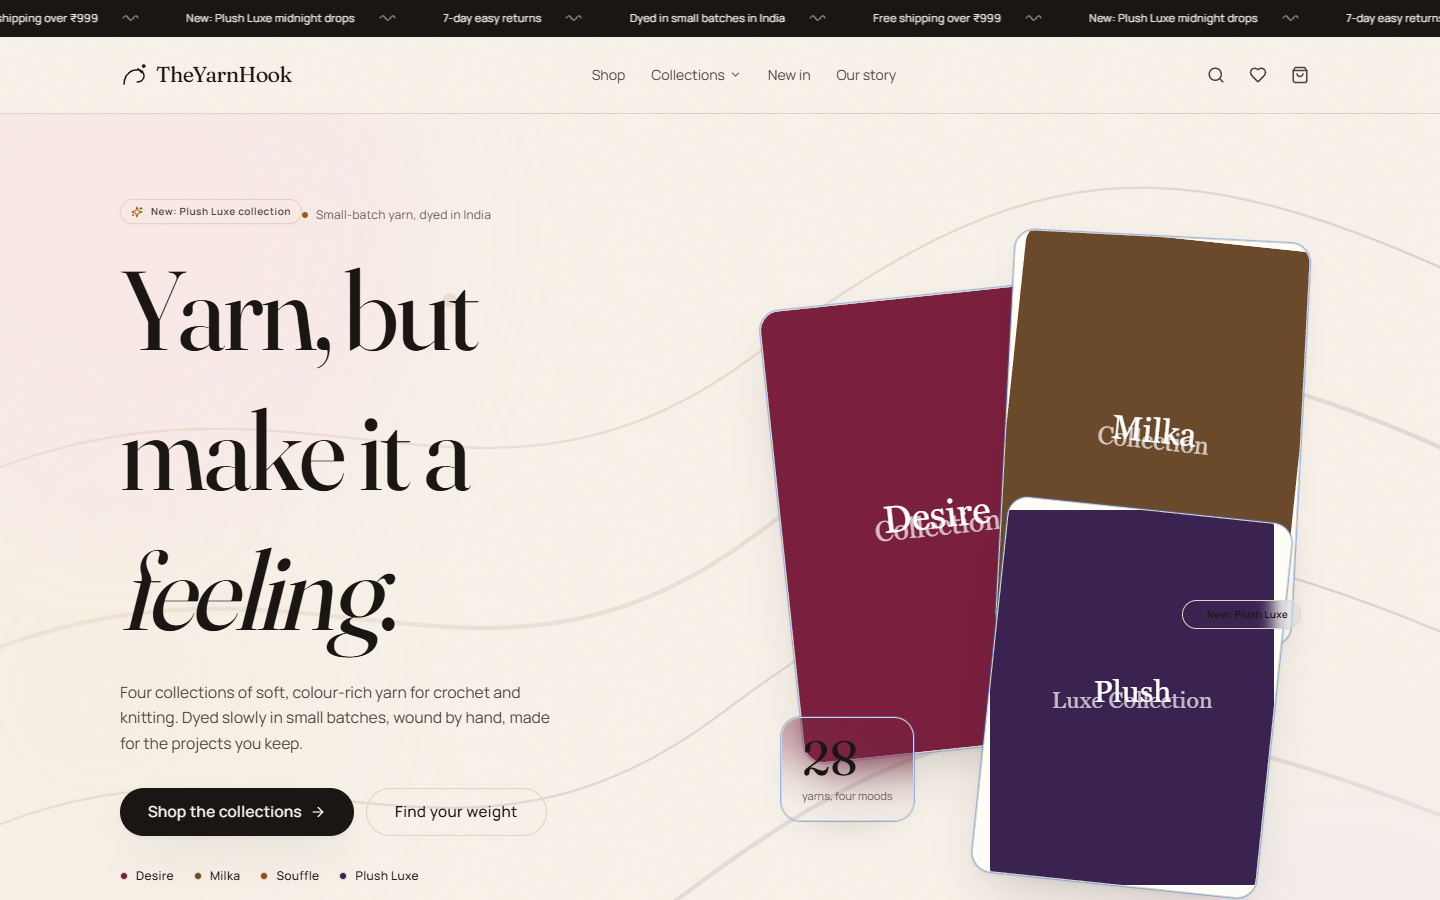 shipping over ₹999 New: Plush Luxe midnight drops 7-day easy returns Dyed in small batches in India Free shipping over ₹999 New: Plush Luxe midnight drops 7-day easy returns
TheYarnHook
Shop Collections New in Our story
New: Plush Luxe collection
Small-batch yarn, dyed in India
Yarn, but
make it a
feeling.
Four collections of soft, colour-rich yarn for crochet and
knitting. Dyed slowly in small batches, wound by hand, made
for the projects you keep.
Shop the collections
Find your weight
Desire Milka Souffle Plush Luxe
Desire
Collection
Milka
Collection
New: Plush Luxe
Plush
Luxe Collection
28
yarns, four moods